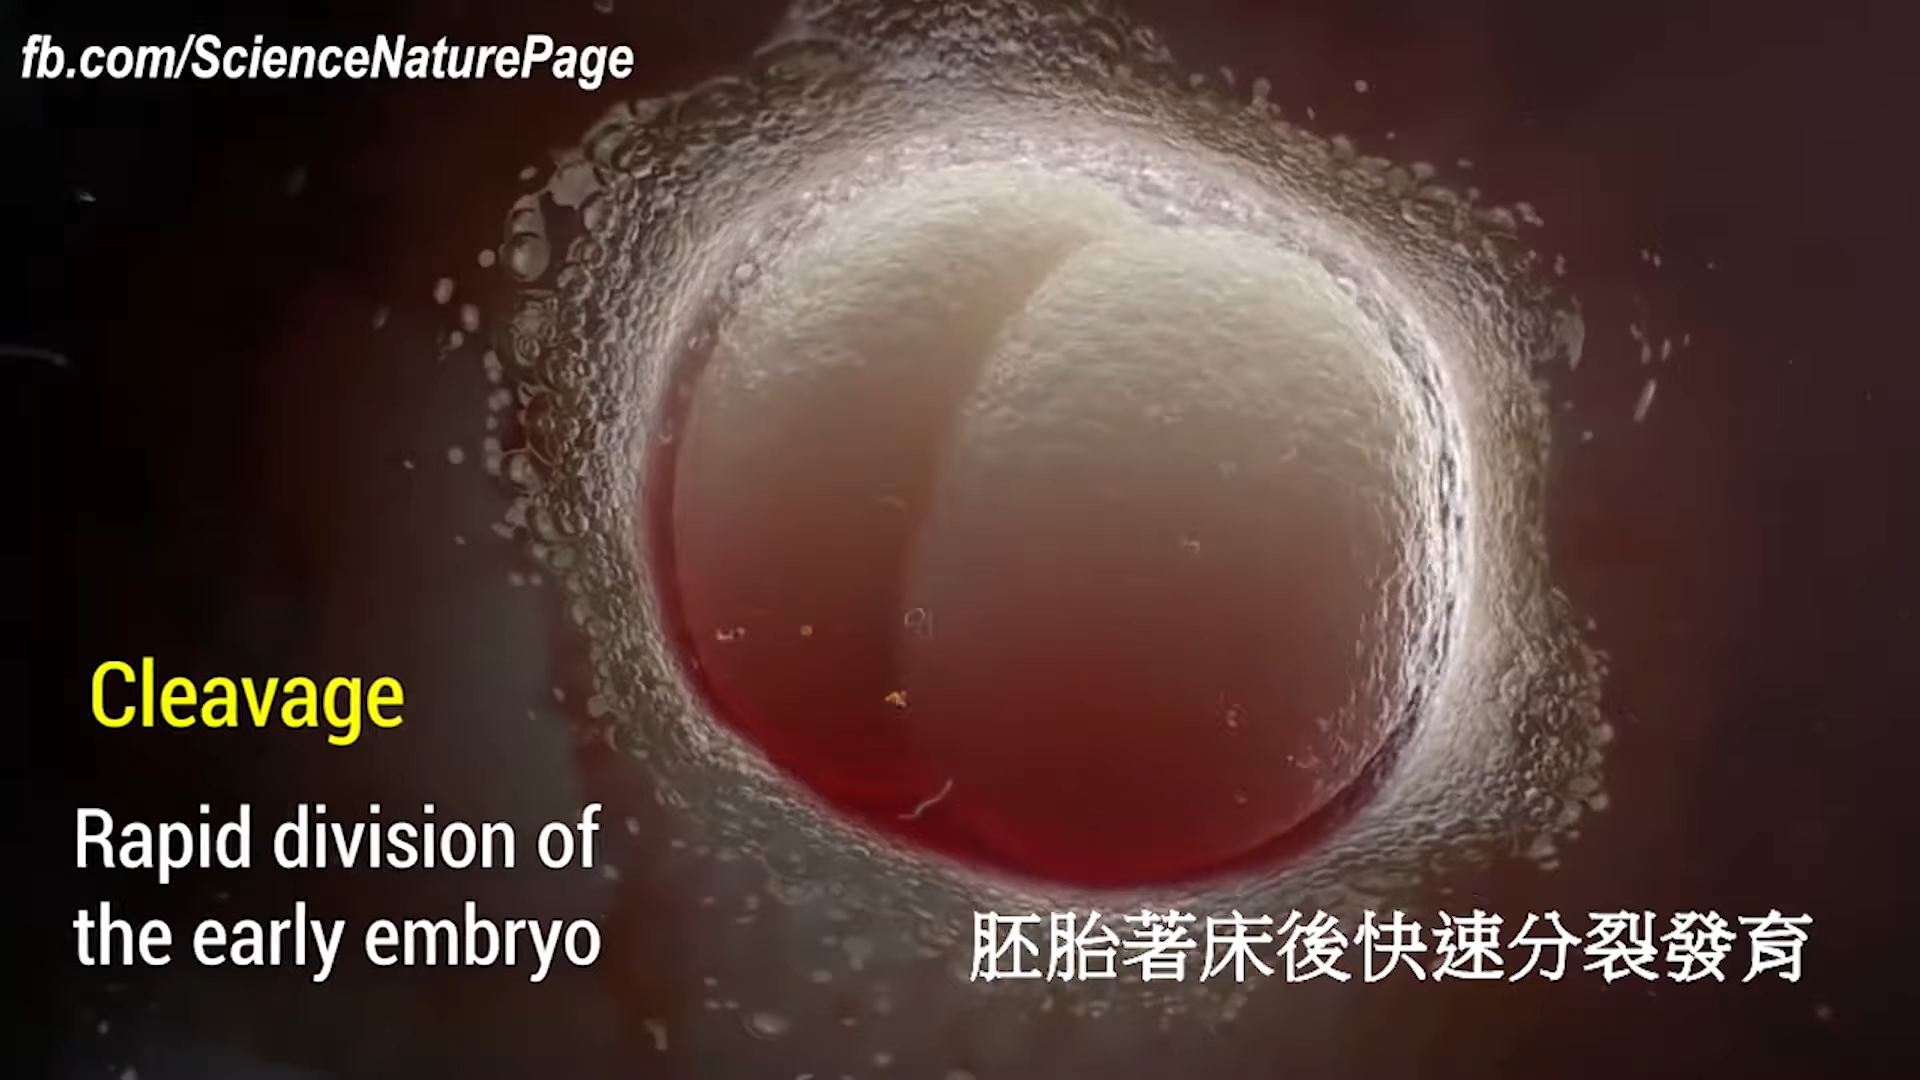 fb.com/ScienceNaturePage
Cleavage
Rapid division of
the early embryo
胚胎著床後快速分裂發育